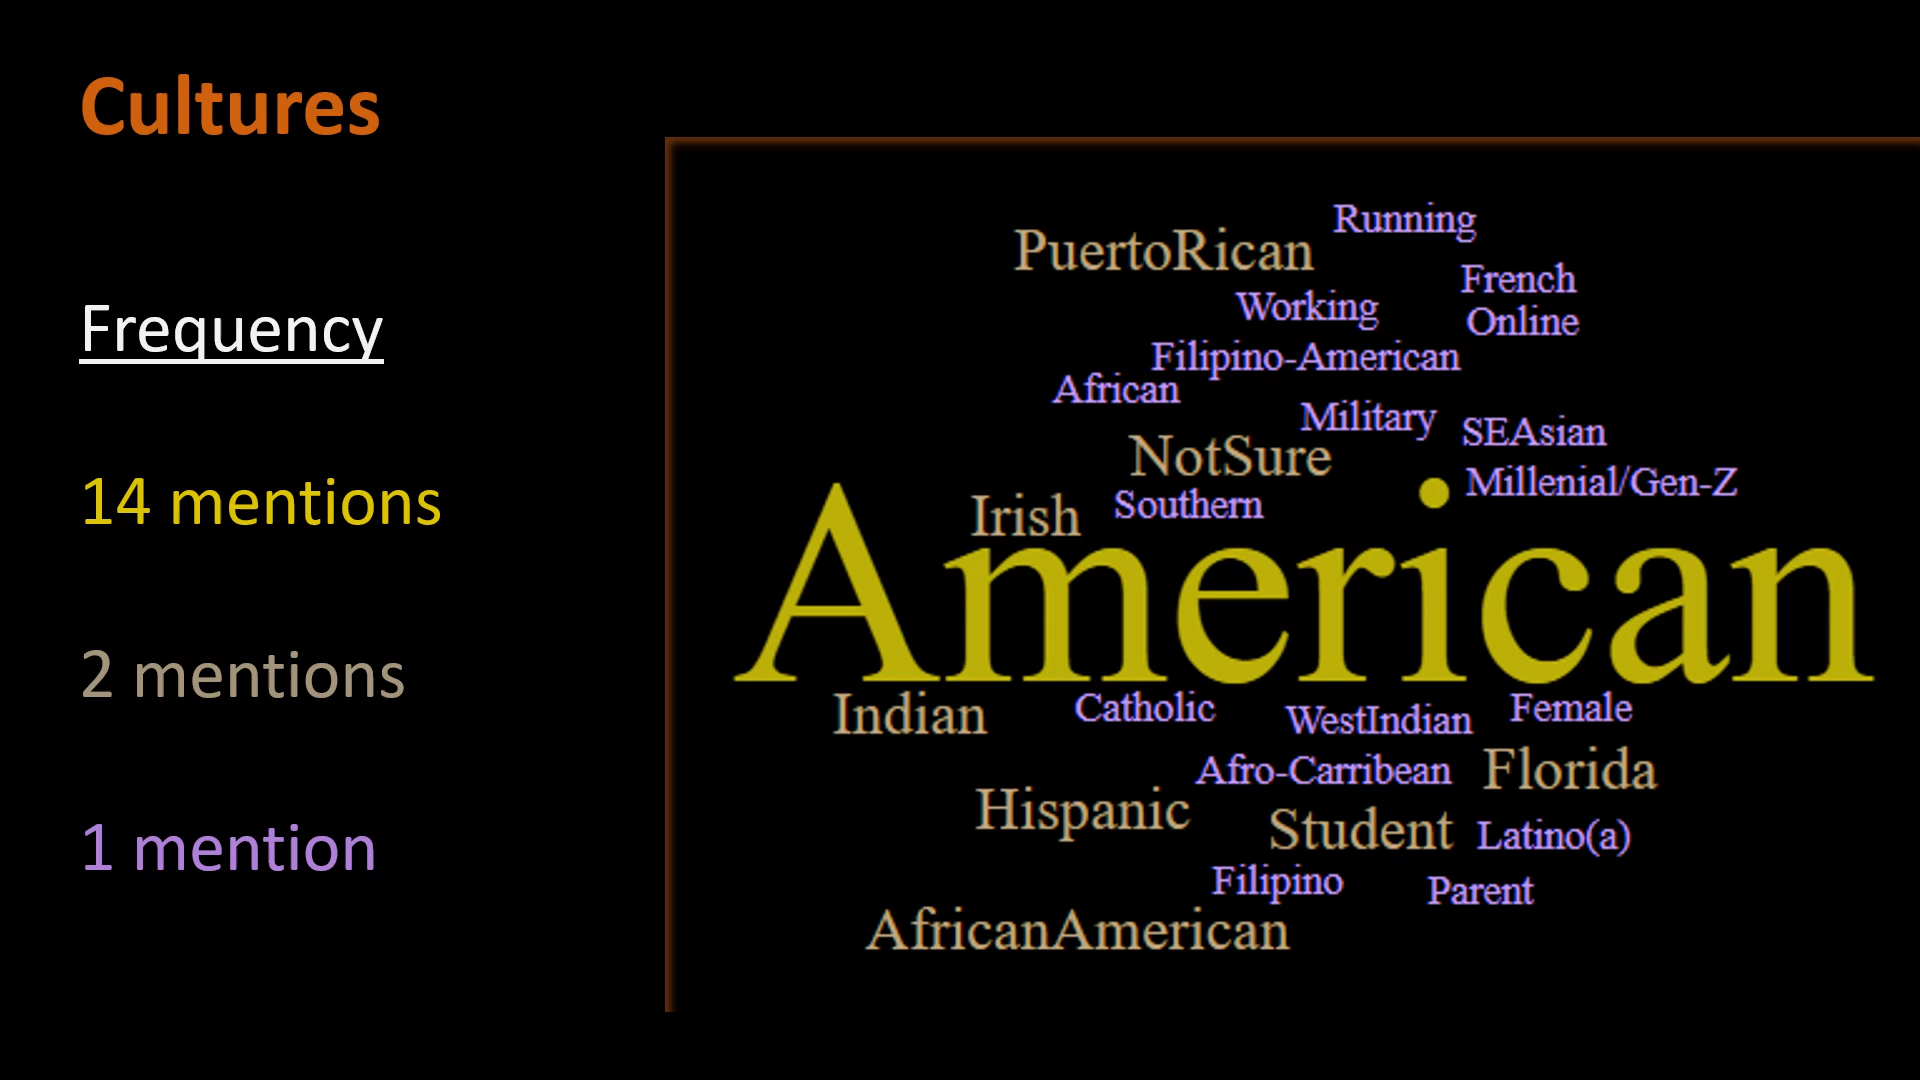 Cultures
Frequency
14 mentions
2 mentions
1 mention
Running
PuertoRican
French
Working
Online
Filipino-American
African
Military
SEAsian
NotSure
Millenial/Gen-Z
Southern
Irish
American
Indian
Catholic
WestIndian
Female
Afro-Carribean
Florida
Hispanic
Student
Latino(a)
Filipino
Parent
AfricanAmerican